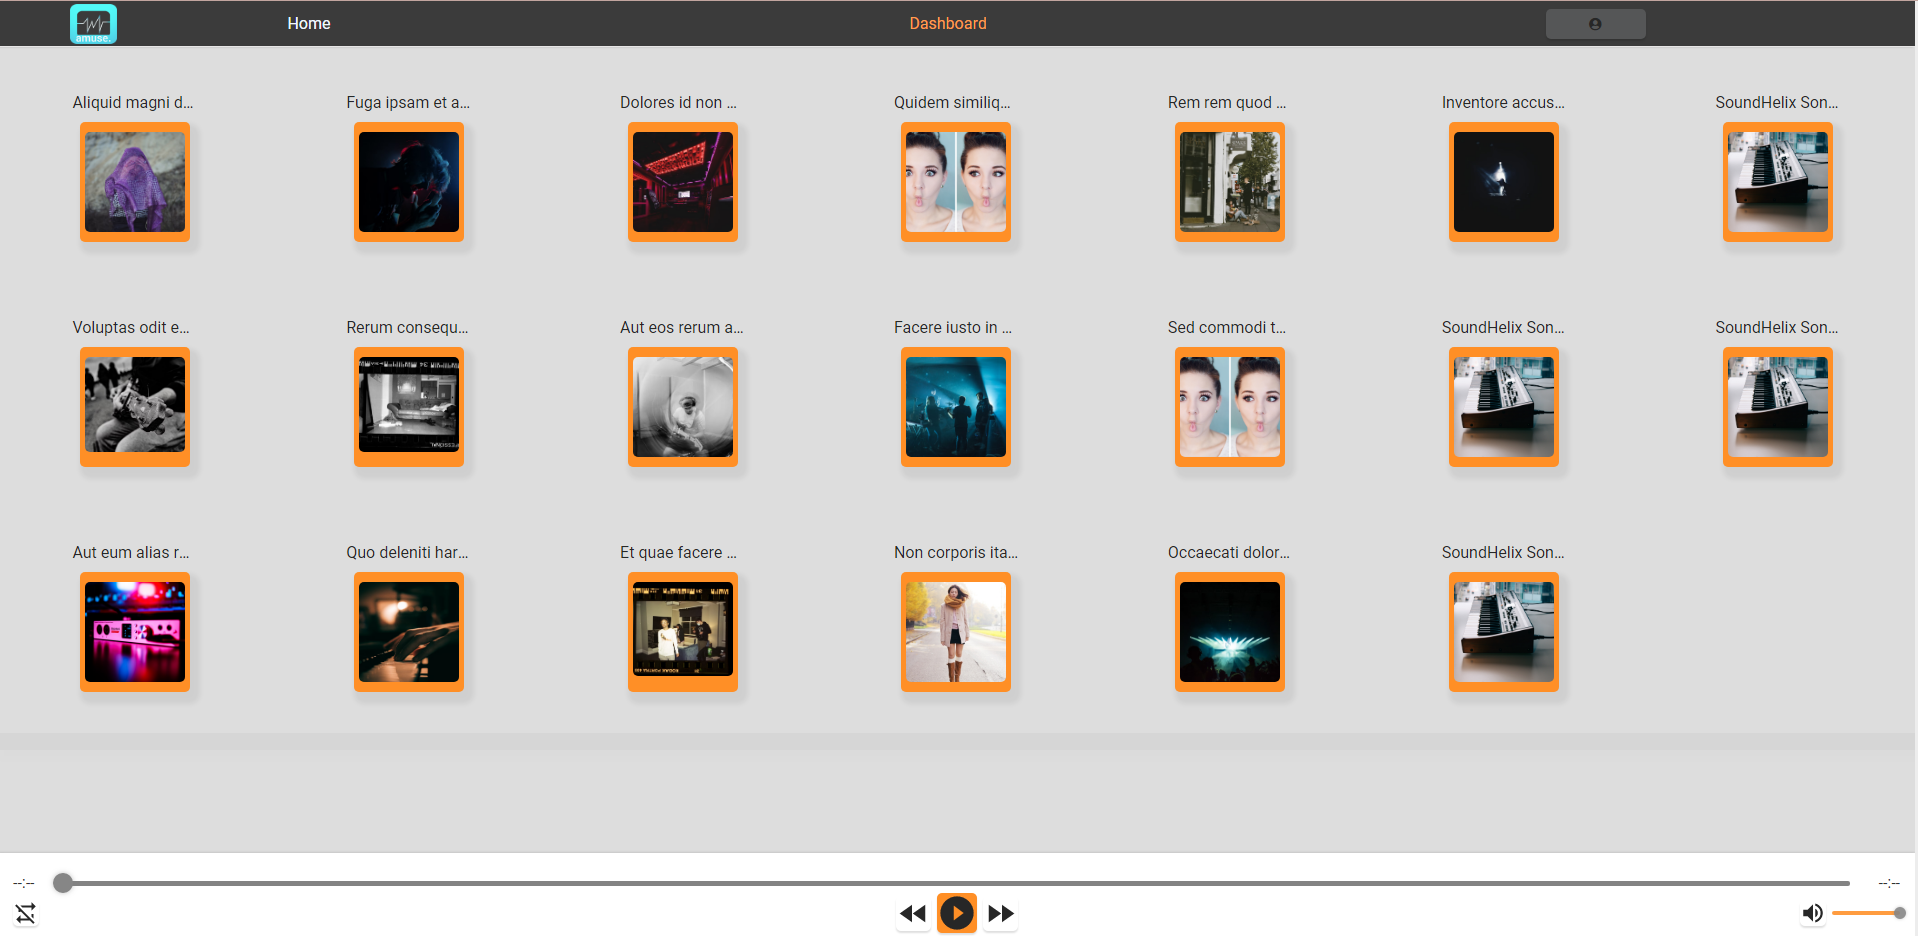 amuse.
Home
Dashboard
Aliquid magni d...
Fuga ipsam et a...
Dolores id non ...
Quidem similiq...
Rem rem quod ...
Inventore accus...
SoundHelix Son...
Voluptas odit e...
Rerum consequ...
Aut eos rerum a...
Facere iusto in ...
Sed commodi t...
SoundHelix Son...
SoundHelix Son...
Aut eum alias r...
Quo deleniti har...
Et quae facere ...
Non corporis ita...
Occaecati dolor...
SoundHelix Son...
--:--
--:--